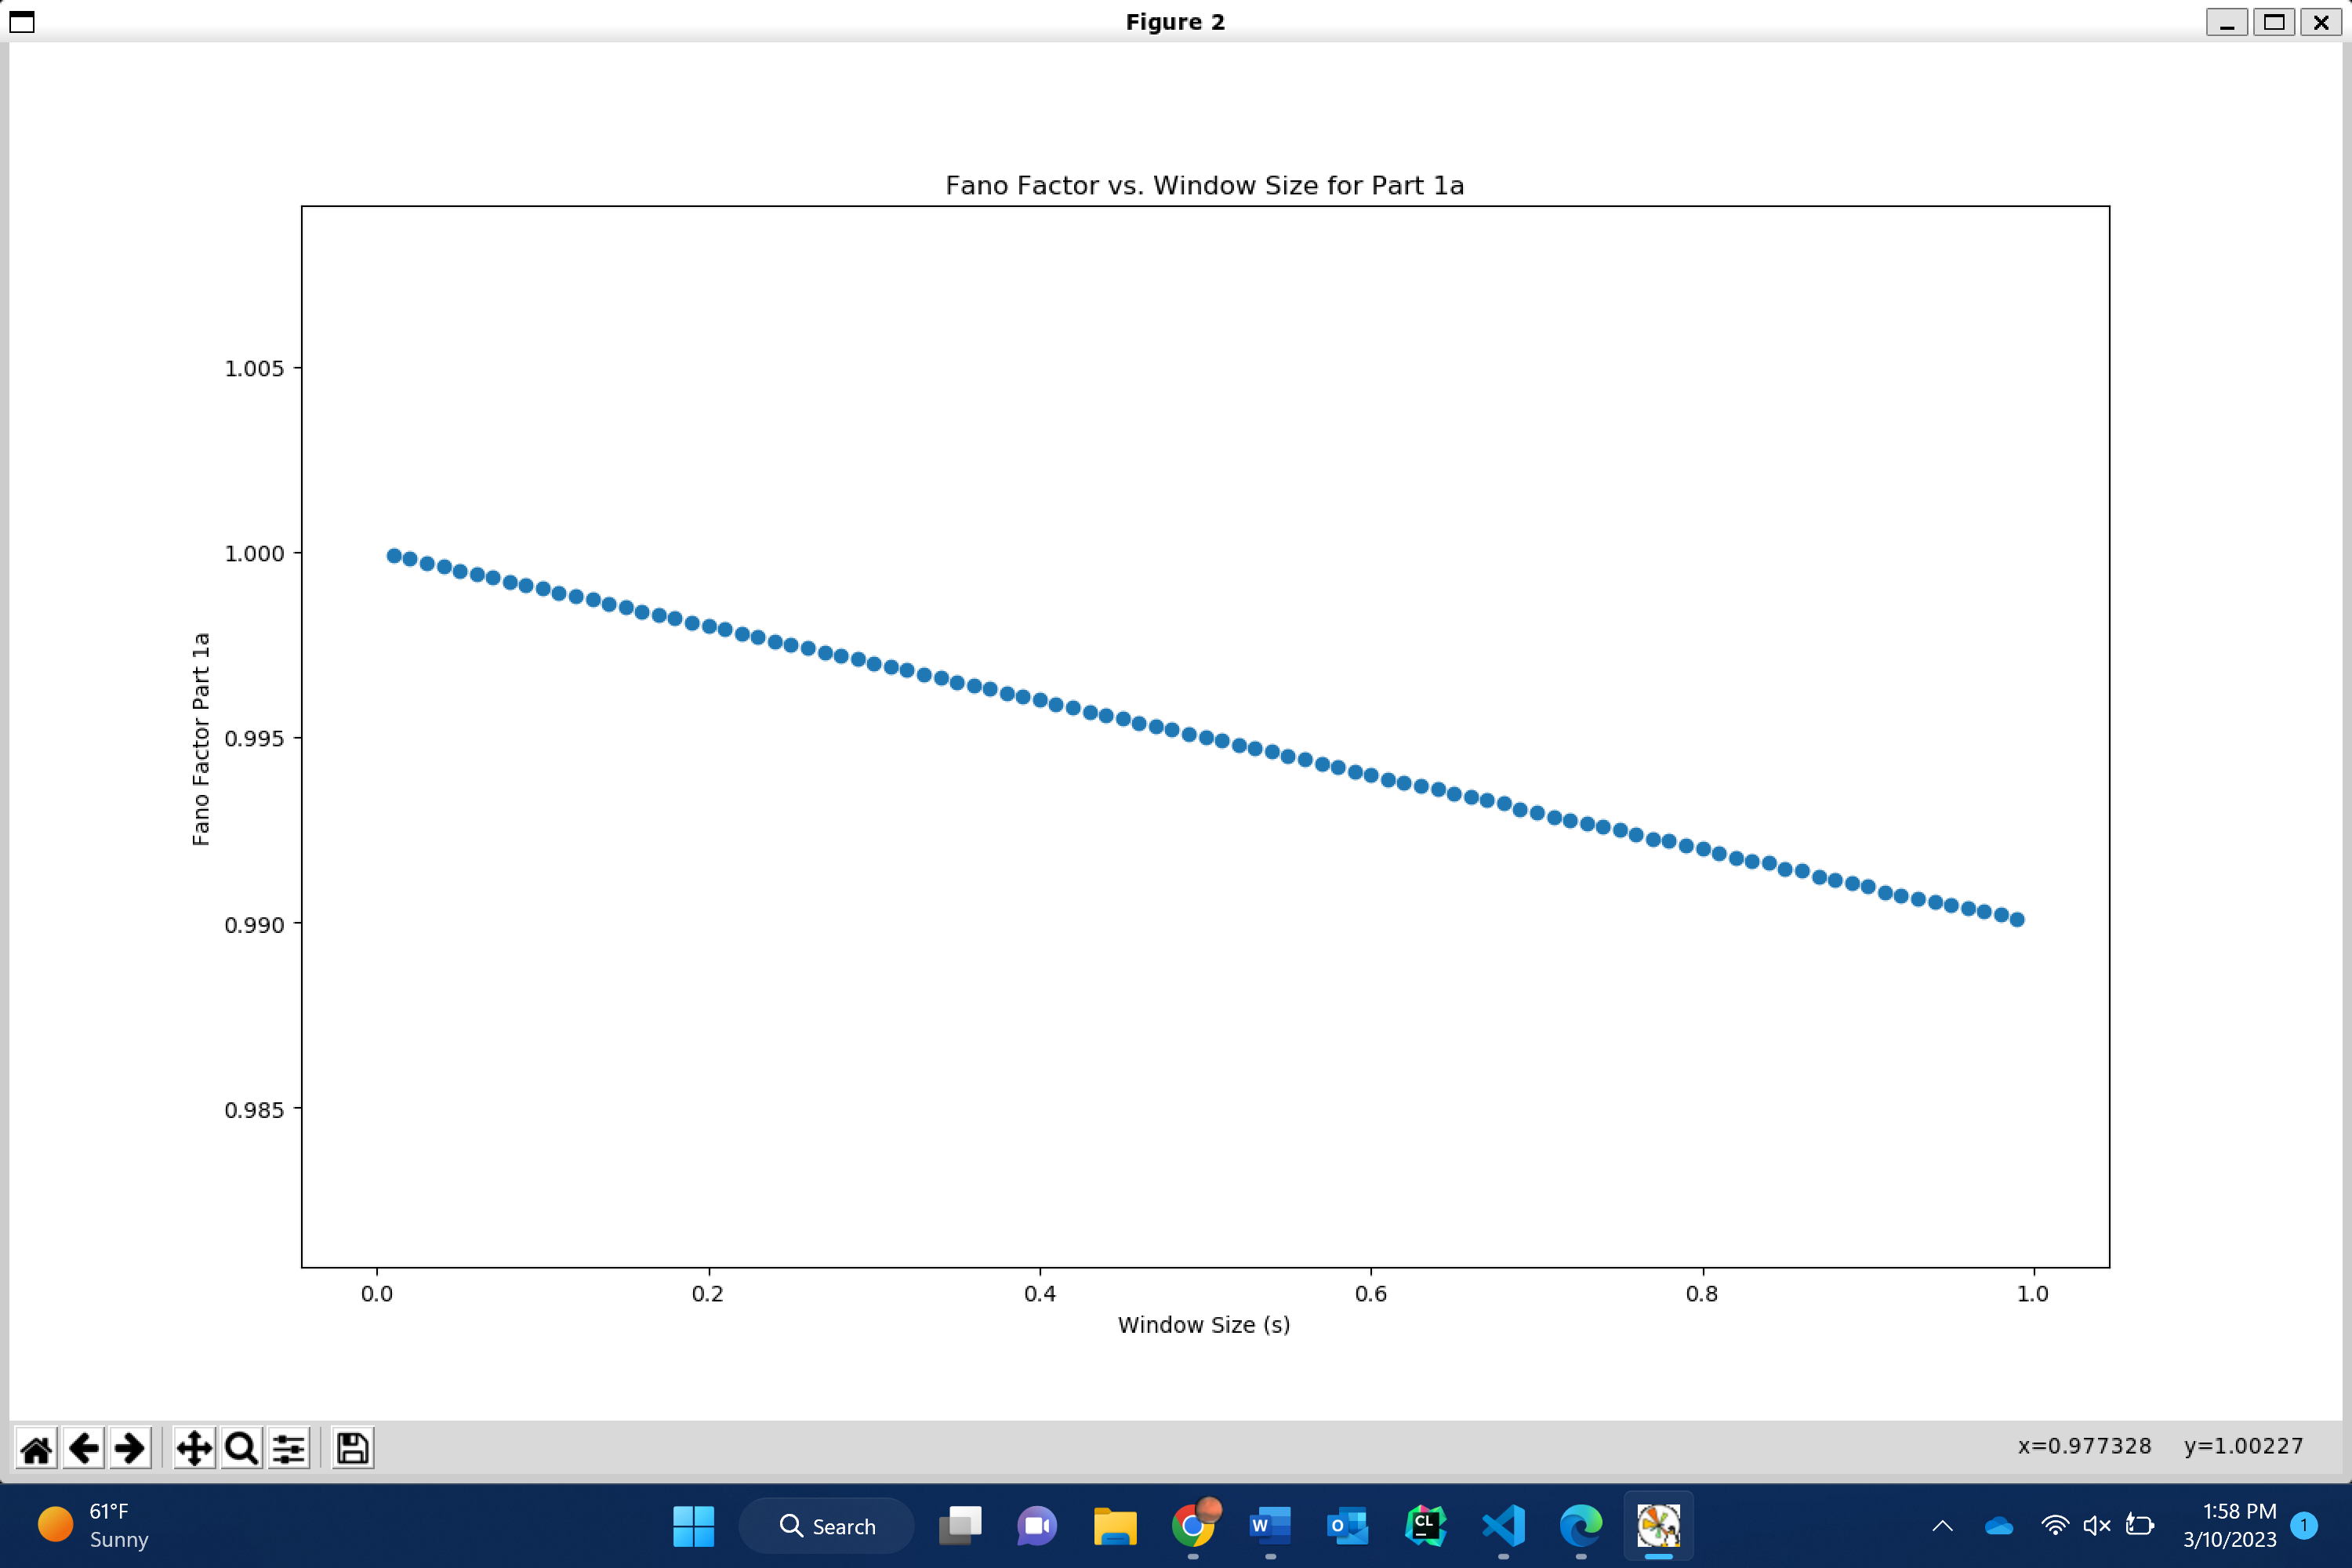 Figure 2
Fano Factor vs. Window Size for Part 1a
1.005
1.000
0.995
0.990
0.985
Fano Factor Part 1a
0.0 0.2 0.4 0.6 0.8 1.0
Window Size (s)
x=0.977328 y=1.00227
61°F
Sunny
Search
W
O
CL
1:58 PM
3/10/2023
1